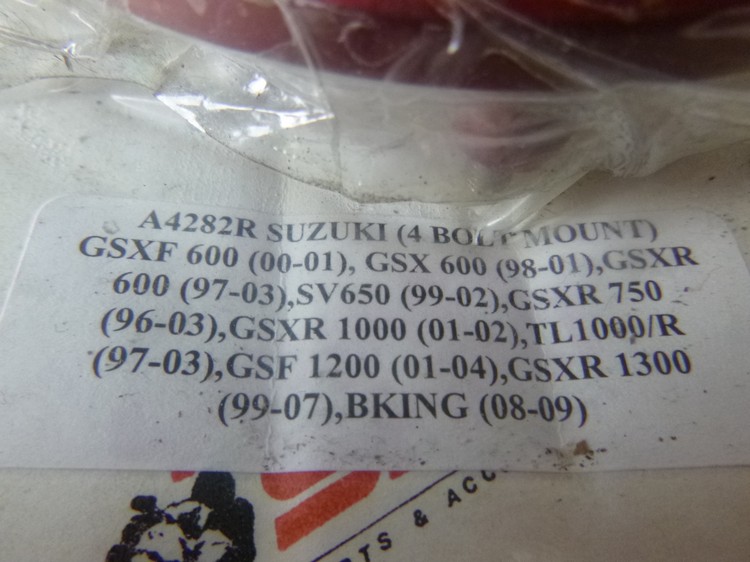 A4282R SUZUKI (4 BOLT MOUNT)
GSXF 600 (00-01), GSX 600 (98-01),GSXR
600 (97-03),SV650 (99-02),GSXR 750
(96-03),GSXR 1000 (01-02),TL1000/R
(97-03),GSF 1200 (01-04),GSXR 1300
(99-07),BKING (08-09)
& ACC